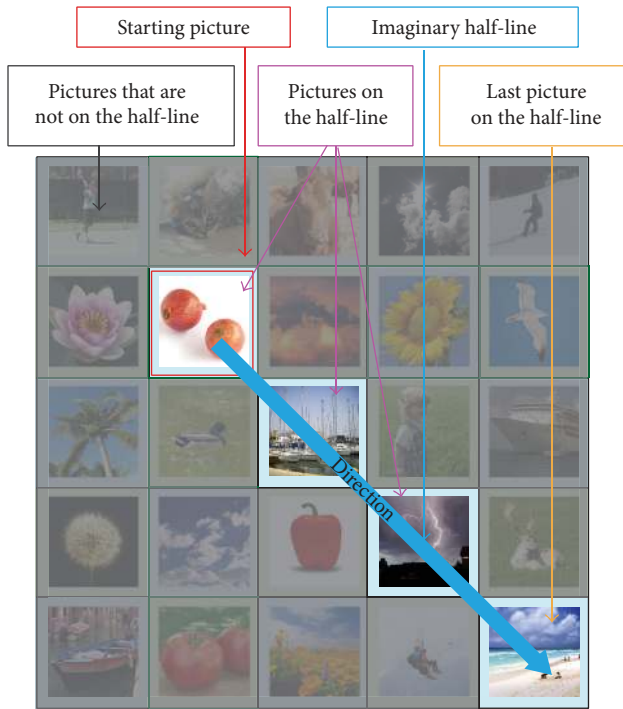 Starting picture
Imaginary half-line
Pictures that are
not on the half-line
Pictures on
the half-line
Last picture
on the half-line
Direction